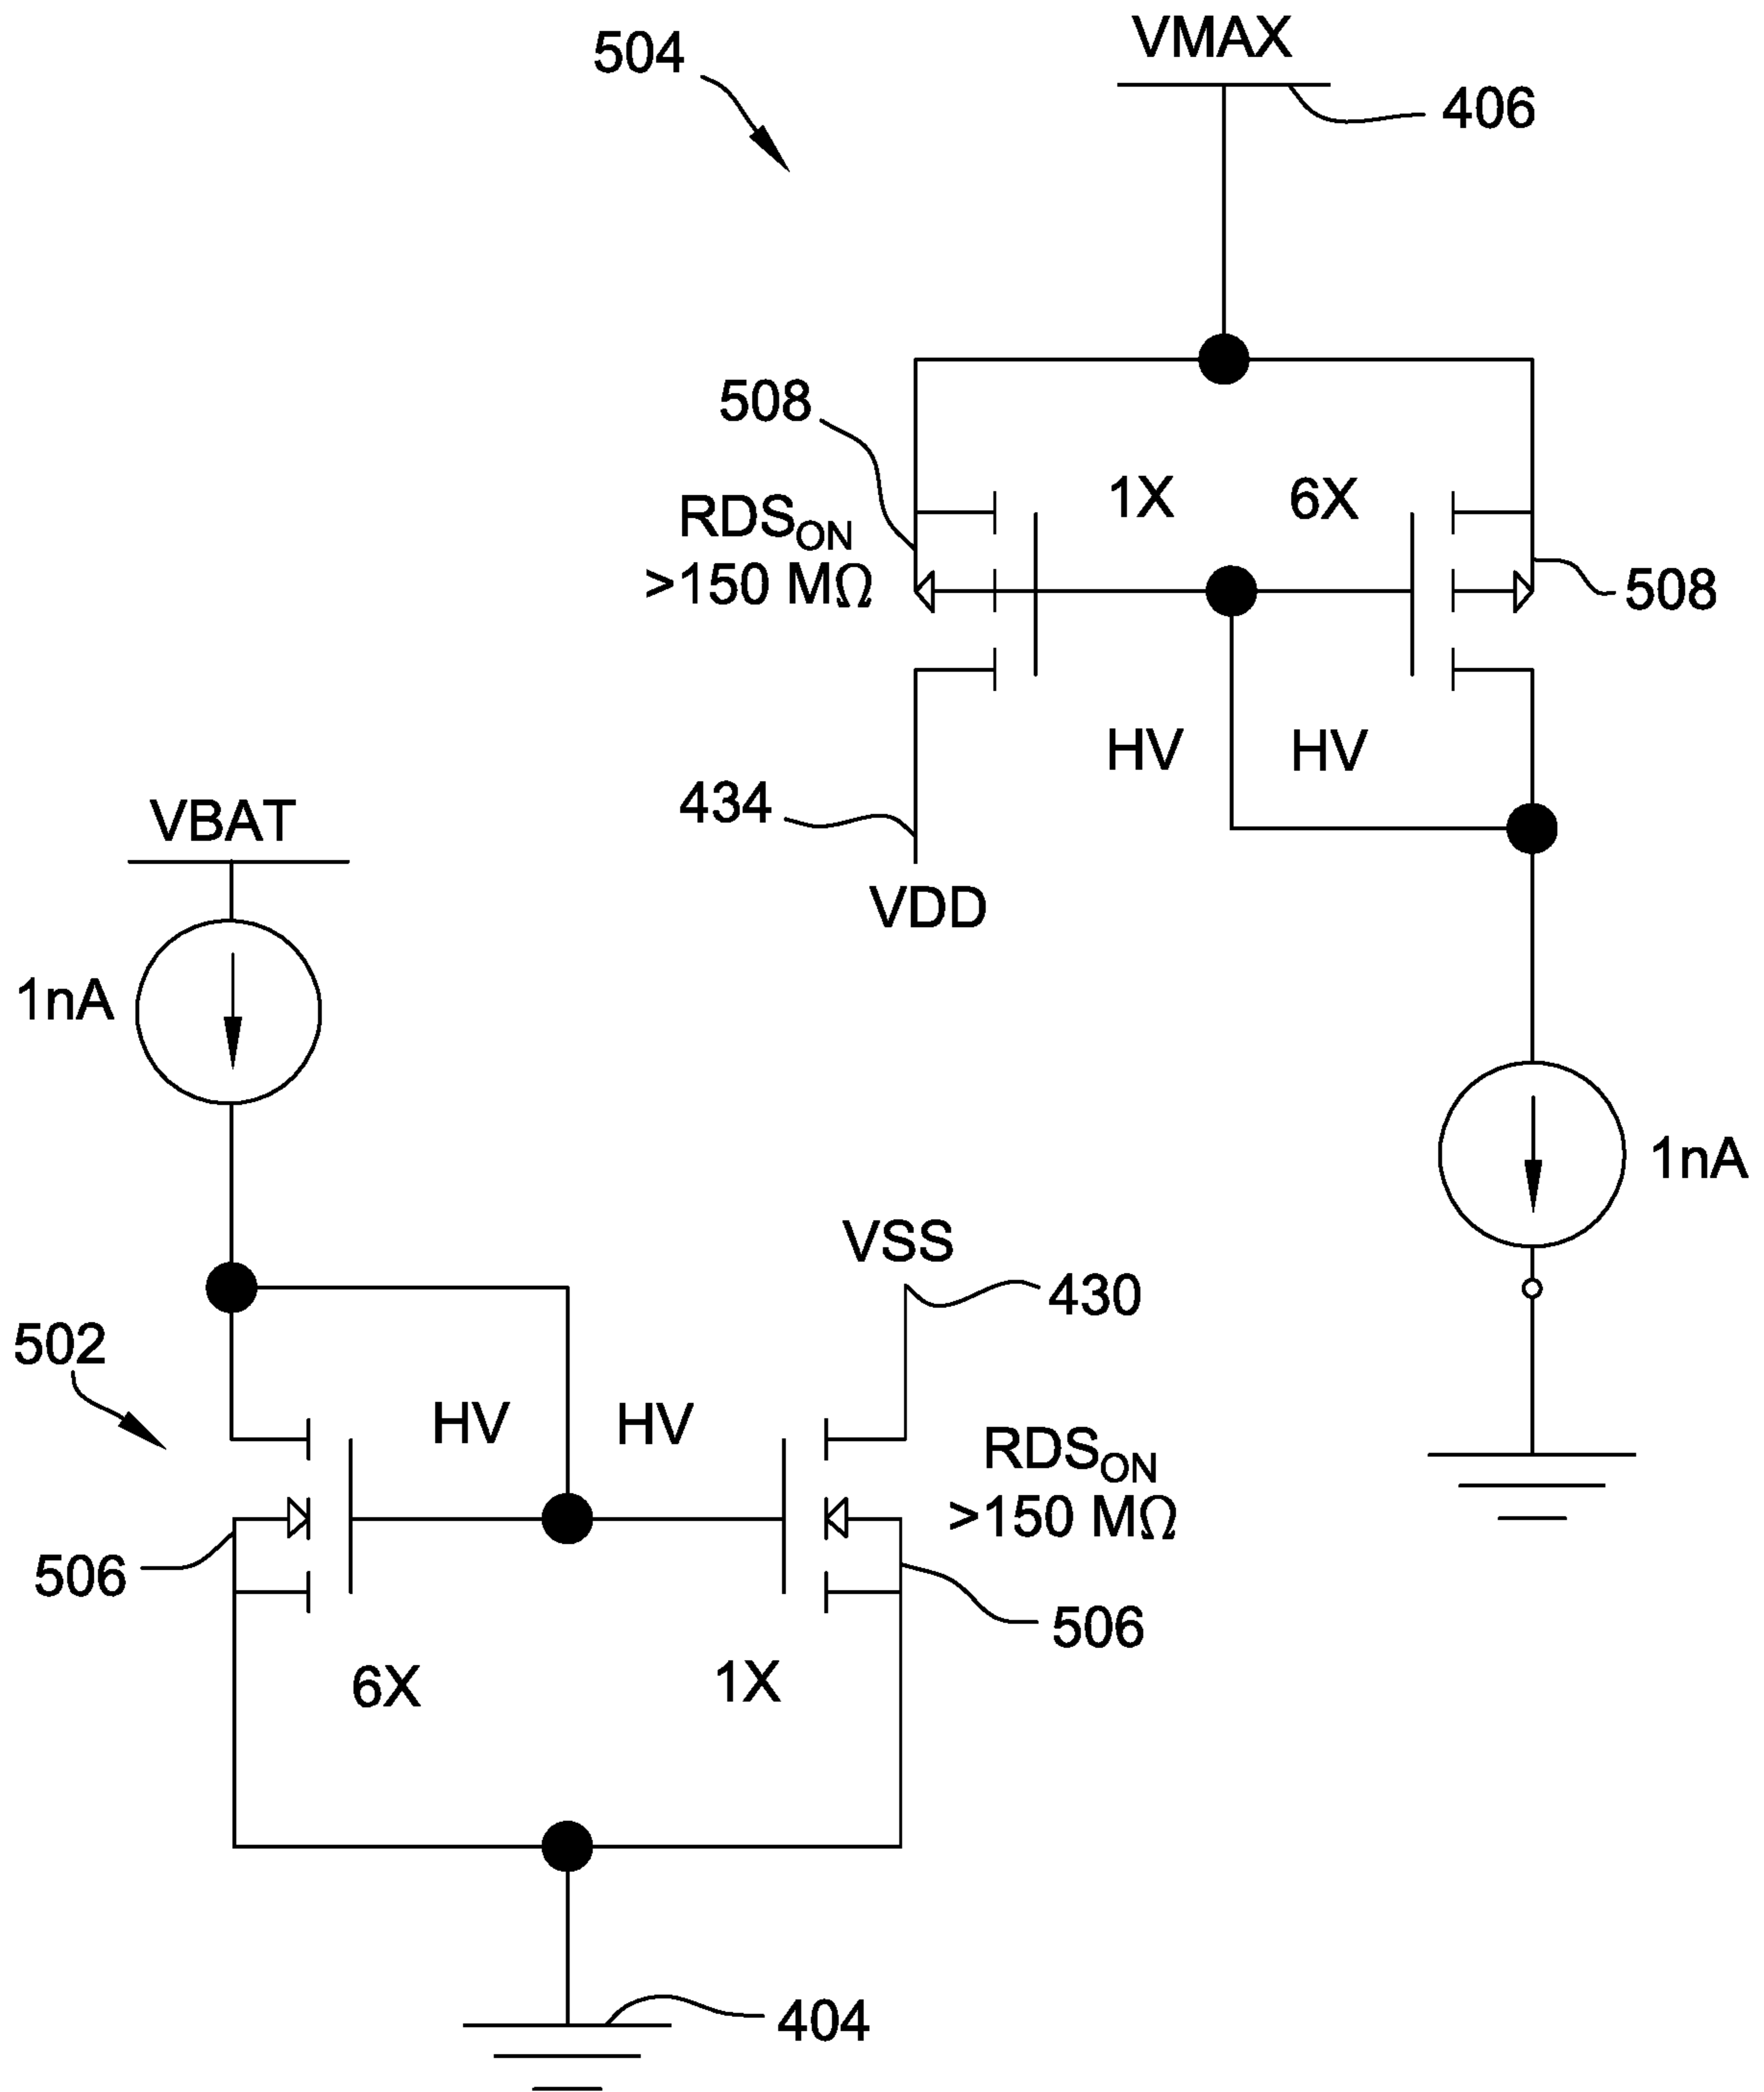 504
VMAX
406
508
1X
6X
RDSON
>150 MΩ
508
HV
HV
434
VDD
VBAT
1nA
1nA
VSS
430
502
HV
HV
RDSON
>150 MΩ
506
506
6X
1X
404